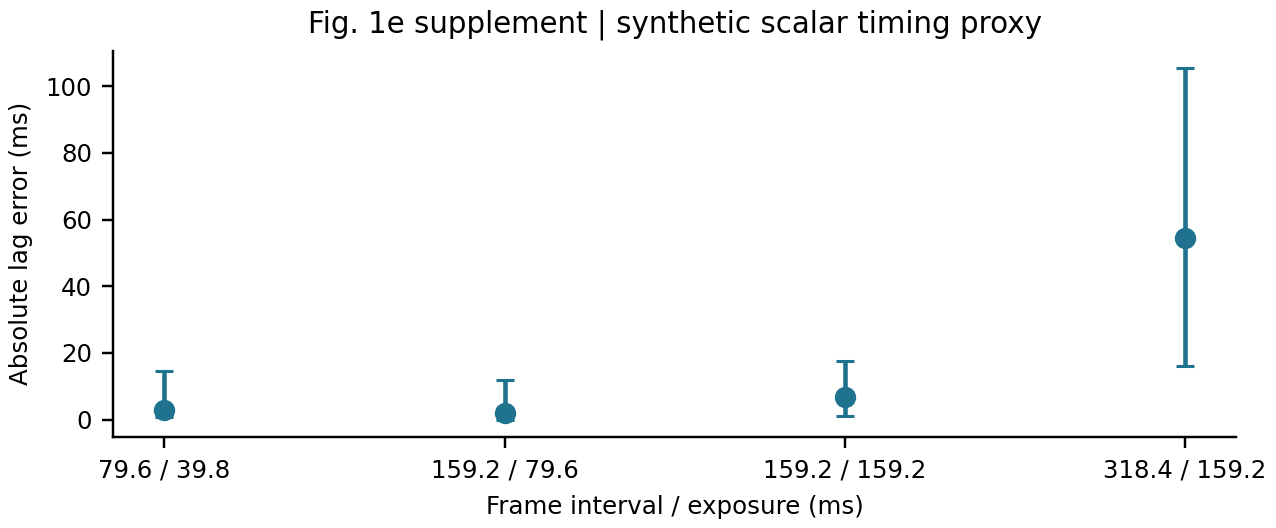 Fig. 1e supplement | synthetic scalar timing proxy
Absolute lag error (ms)
100
80
60
40
20
0
79.6 / 39.8
159.2 / 79.6
159.2 / 159.2
318.4 / 159.2
Frame interval / exposure (ms)